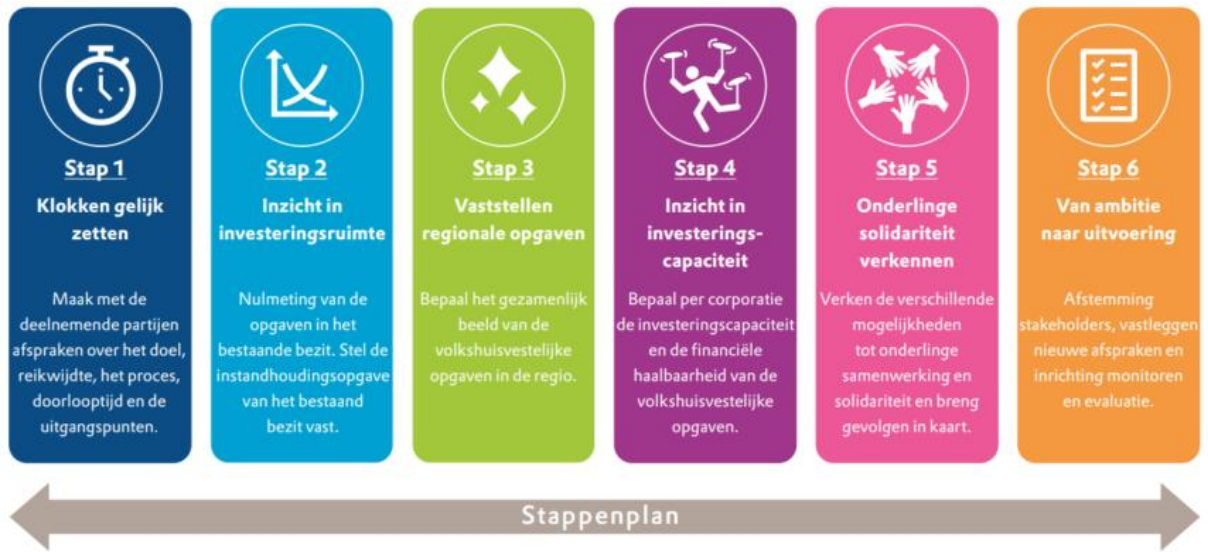 Stap 1
Klokken gelijk
zetten
Maak met de
deelnemende partijen
afspraken over het doel,
reikwijdte, het proces,
doorlooptijd en de
uitgangspunten.
Stap 2
Inzicht in
investeringsruimte
Nulmeting van de
opgaven in het
bestaande bezit. Stel de
instandhoudingsopgave
van het bestaand
bezit vast.
Stap 3
Vaststellen
regionale opgaven
Bepaal het gezamenlijk
beeld van de
volkshuisvestelijke
opgaven in de regio.
Stap 4
Inzicht in
investerings-
capaciteit
Bepaal per corporatie
de investeringscapaciteit
en de financiële
haalbaarheid van de
volkshuisvestelijke
opgaven.
Stap 5
Onderlinge
solidariteit
verkennen
Verken de verschillende
mogelijkheden
tot onderlinge
samenwerking en
solidariteit en breng
gevolgen in kaart.
Stap 6
Van ambitie
naar uitvoering
Afstemming
stakeholders, vastleggen
nieuwe afspraken en
inrichting monitoren
en evaluatie.
Stappenplan